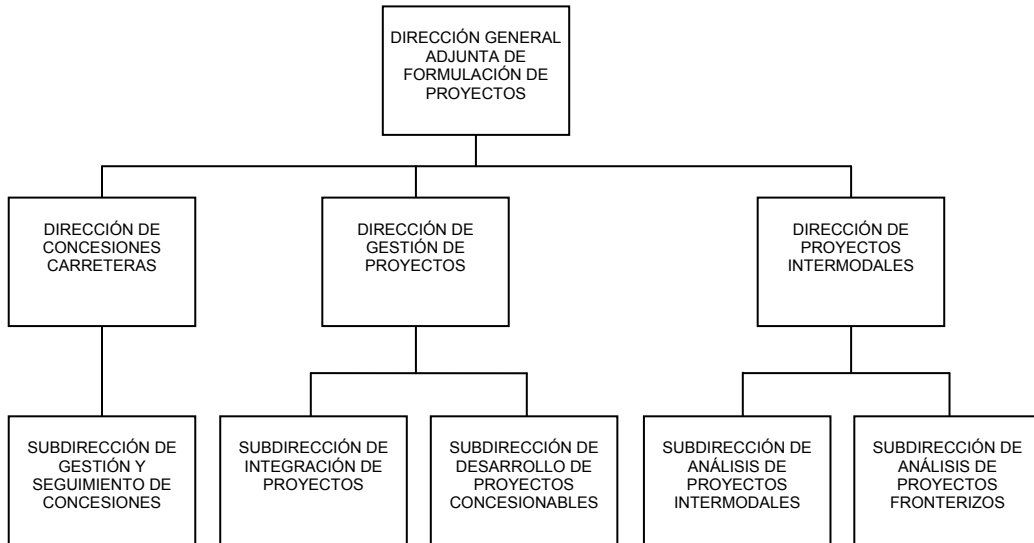 DIRECCIÓN GENERAL
ADJUNTA DE
FORMULACIÓN DE
PROYECTOS
DIRECCIÓN DE
CONCESIONES
CARRETERAS
DIRECCIÓN DE
GESTIÓN DE
PROYECTOS
DIRECCIÓN DE
PROYECTOS
INTERMODALES
SUBDIRECCIÓN DE
GESTIÓN Y
SEGUIMIENTO DE
CONCESIONES
SUBDIRECCIÓN DE
INTEGRACIÓN DE
PROYECTOS
SUBDIRECCIÓN DE
DESARROLLO DE
PROYECTOS
CONCESIONABLES
SUBDIRECCIÓN DE
ANÁLISIS DE
PROYECTOS
INTERMODALES
SUBDIRECCIÓN DE
ANÁLISIS DE
PROYECTOS
FRONTERIZOS